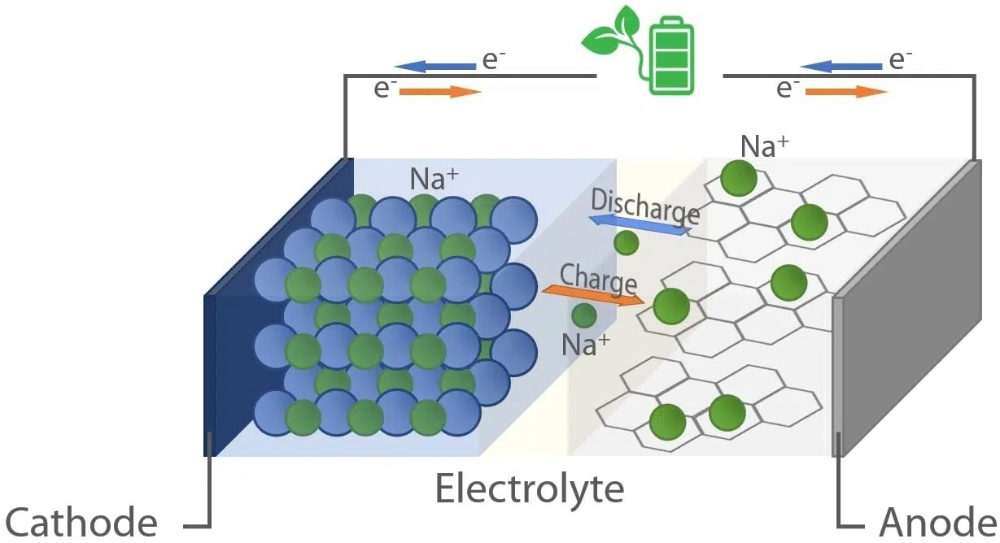 e⁻ e⁻
e⁻ e⁻
Na⁺
Na⁺
Discharge
Charge
Na⁺
Electrolyte
Cathode Anode